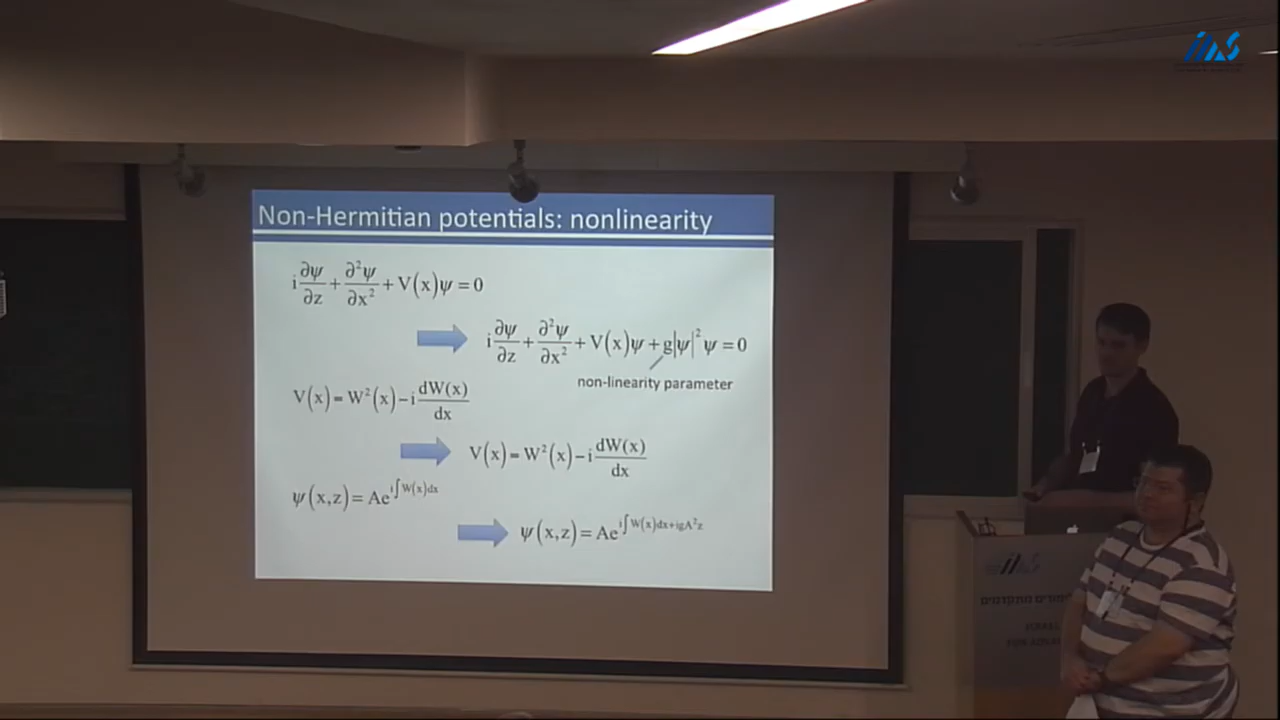 Non-Hermitian potentials: nonlinearity
i ∂ψ/∂z + ∂²ψ/∂x² + V(x)ψ = 0
i ∂ψ/∂z + ∂²ψ/∂x² + V(x)ψ + g|ψ|²ψ = 0
non-linearity parameter
V(x) = W²(x) − i dW(x)/dx
V(x) = W²(x) − i dW(x)/dx
ψ(x,z) = Ae^{i∫W(x)dx}
ψ(x,z) = Ae^{i∫W(x)dx+igA²z}